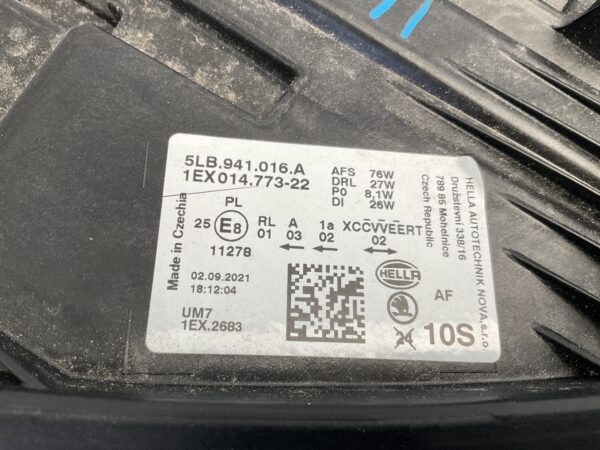 5LB.941.016.A
1EX 014.773-22
AFS 76W
DRL 27W
P0 8,1W
DI 26W
HELLA AUTOTECHNIK NOVA,s.r.o.
Družstevní 338/16
789 85 Mohelnice
Czech Republic
Made in Czechia
PL
25 E8
11278
RL
01
A
03
1a
02
XCCVVEERT
02
02.09.2021
18:12:04
UM7
1EX.2683
HELLA
AF
10S